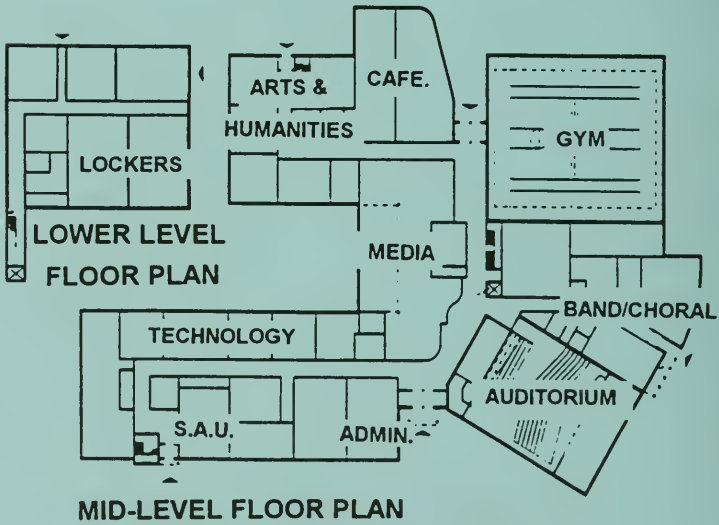 ARTS &
HUMANITIES
CAFE.
GYM
LOCKERS
LOWER LEVEL
FLOOR PLAN
MEDIA
BAND/CHORAL
TECHNOLOGY
AUDITORIUM
S.A.U.
ADMIN.
MID-LEVEL FLOOR PLAN